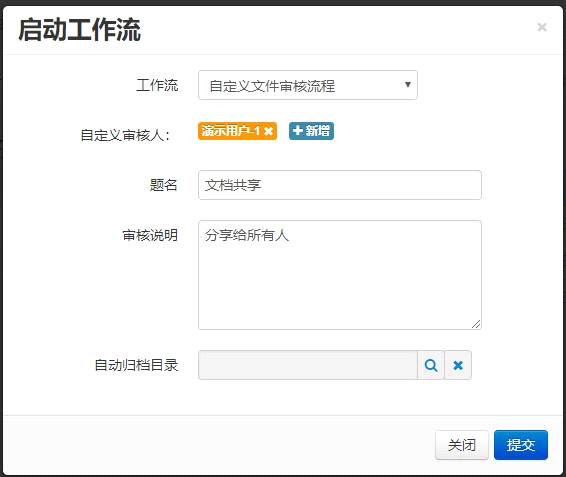 启动工作流
×
工作流 自定义文件审核流程
自定义审核人： 演示用户-1 新增
题名 文档共享
审核说明 分享给所有人
自动归档目录
关闭 提交